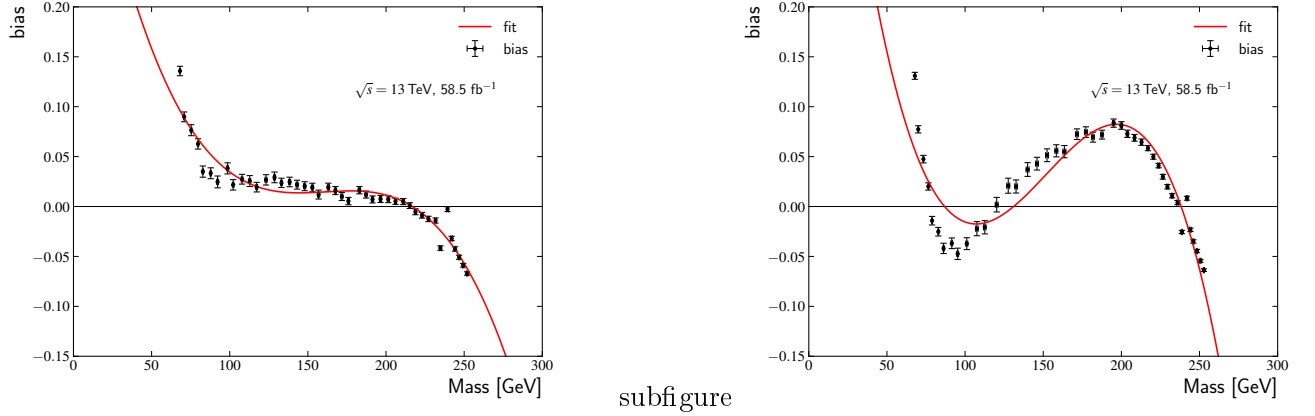 bias
0.20
0.15
0.10
0.05
0.00
−0.05
−0.10
−0.15
0 50 100 150 200 250 300
Mass [GeV]
fit
bias
√s = 13 TeV, 58.5 fb⁻¹
subfigure
bias
0.20
0.15
0.10
0.05
0.00
−0.05
−0.10
−0.15
0 50 100 150 200 250 300
Mass [GeV]
fit
bias
√s = 13 TeV, 58.5 fb⁻¹